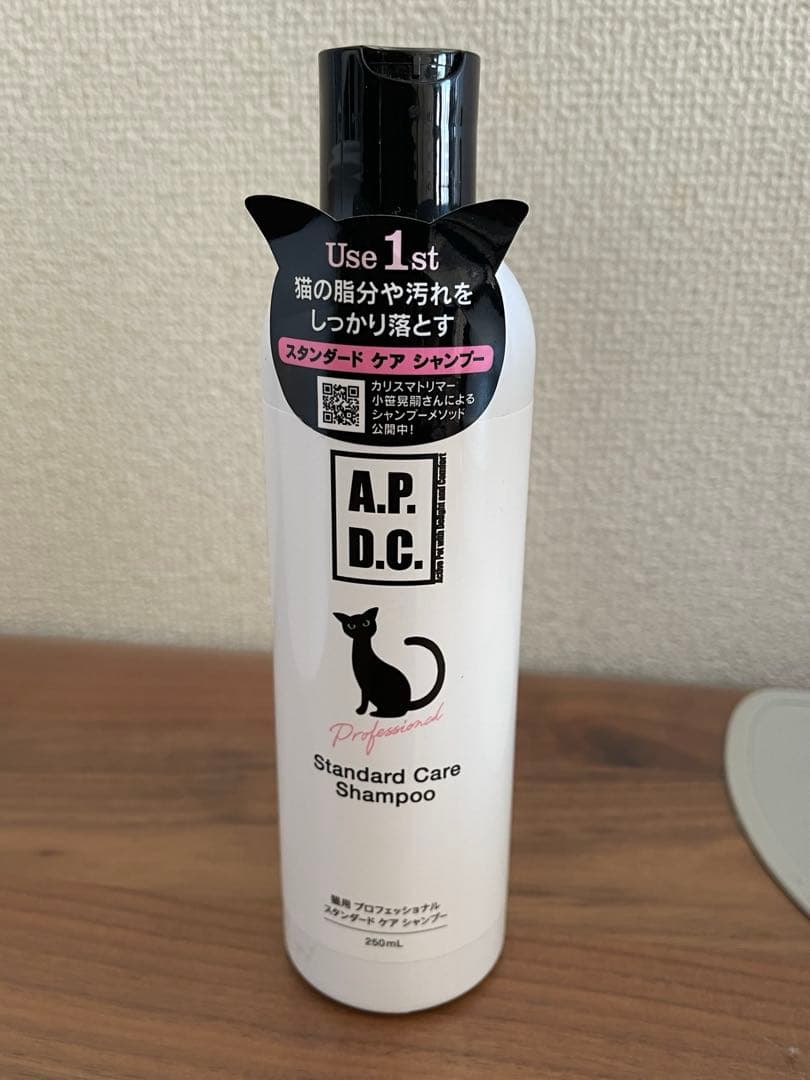 Use 1st
猫の脂分や汚れを
しっかり落とす
スタンダード ケア シャンプー
カリスマトリマー
小笹晃嗣さんによる
シャンプーメソッド
公開中!
A.P.
D.C.
Professional
Standard Care
Shampoo
猫用 プロフェッショナル
スタンダード ケア シャンプー
250mL